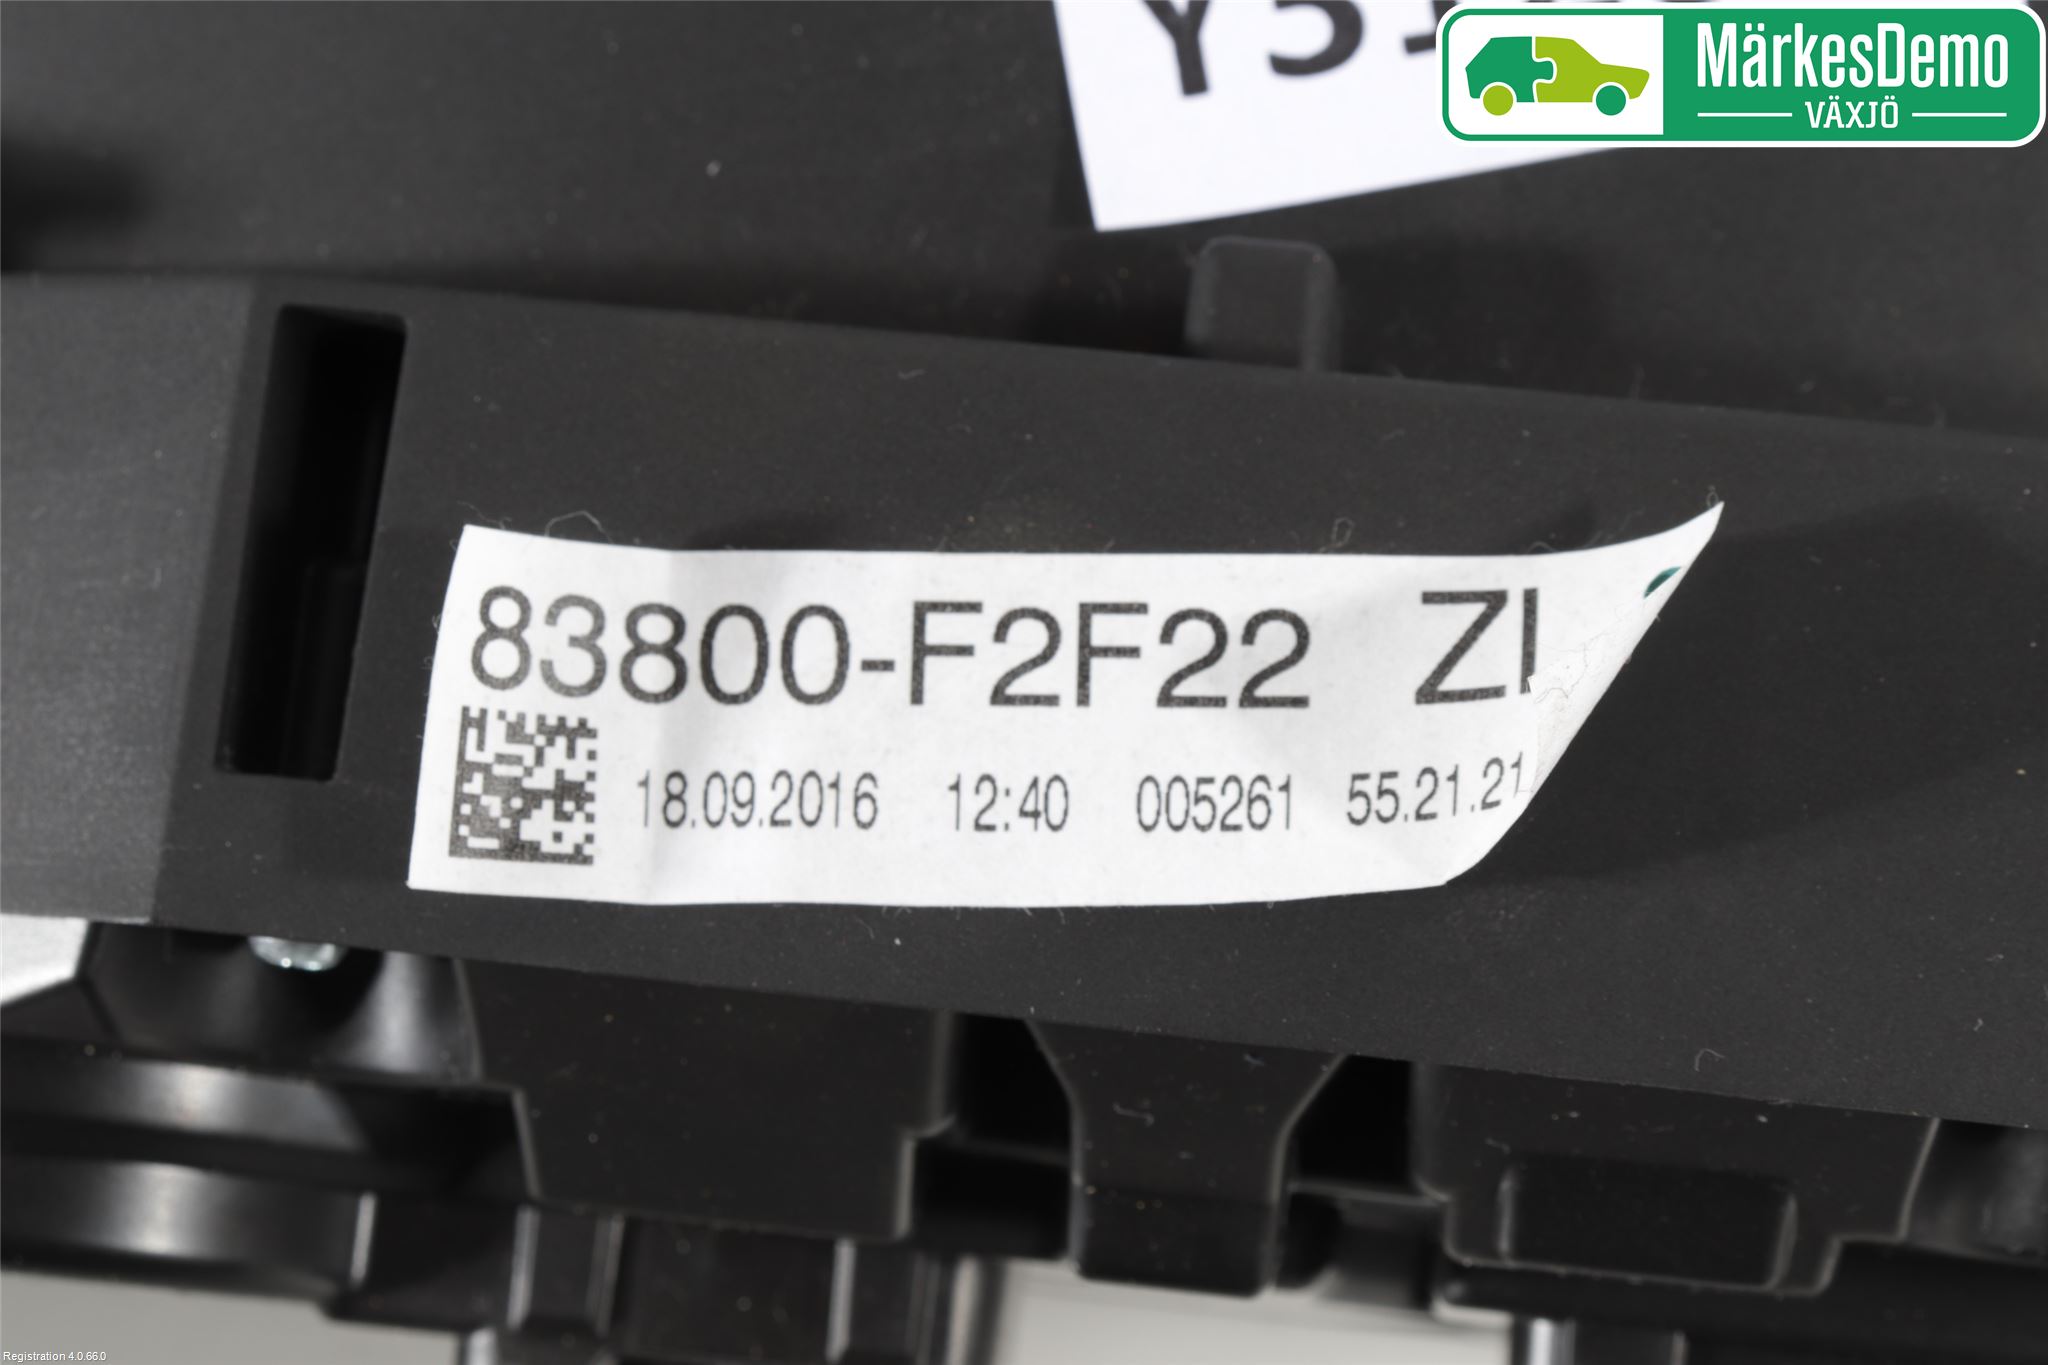 MärkesDemo
VÄXJÖ
83800-F2F22 ZI
18.09.2016 12:40 005261 55.21.21
Registration 4.0.66.0